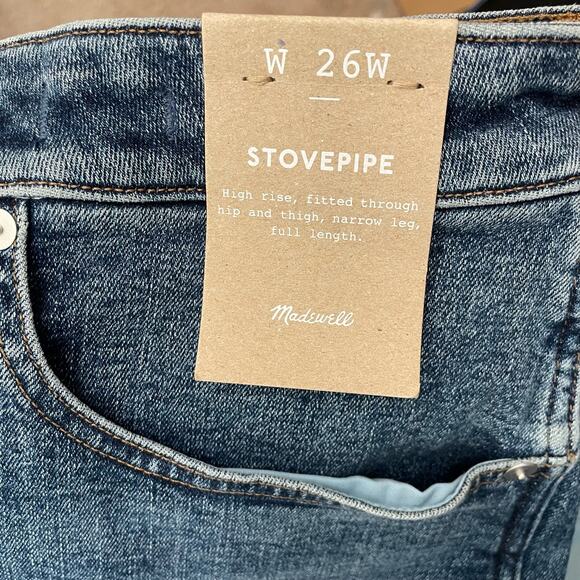 W 26W
STOVEPIPE
High rise, fitted through
hip and thigh, narrow leg,
full length.
Madewell